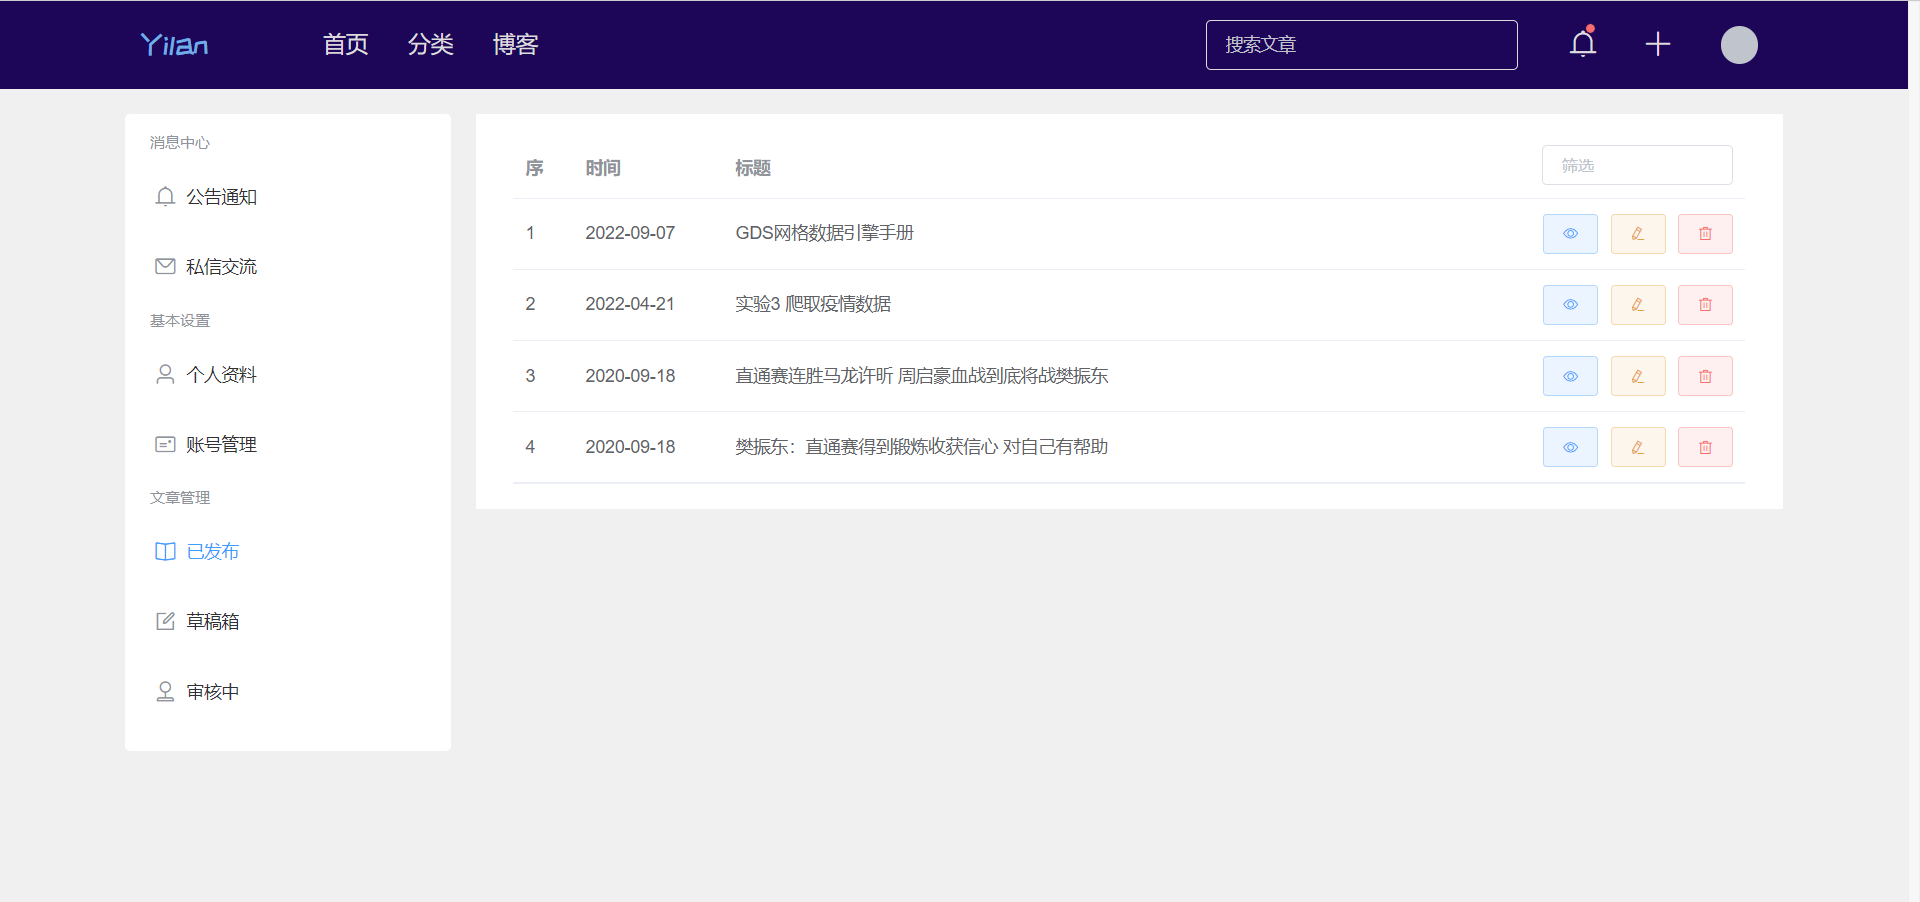 Yilan 首页 分类 博客 搜索文章
消息中心
公告通知
私信交流
基本设置
个人资料
账号管理
文章管理
已发布
草稿箱
审核中
序 时间 标题 筛选
1 2022-09-07 GDS网格数据引擎手册
2 2022-04-21 实验3 爬取疫情数据
3 2020-09-18 直通赛连胜马龙许昕 周启豪血战到底将战樊振东
4 2020-09-18 樊振东：直通赛得到锻炼收获信心 对自己有帮助